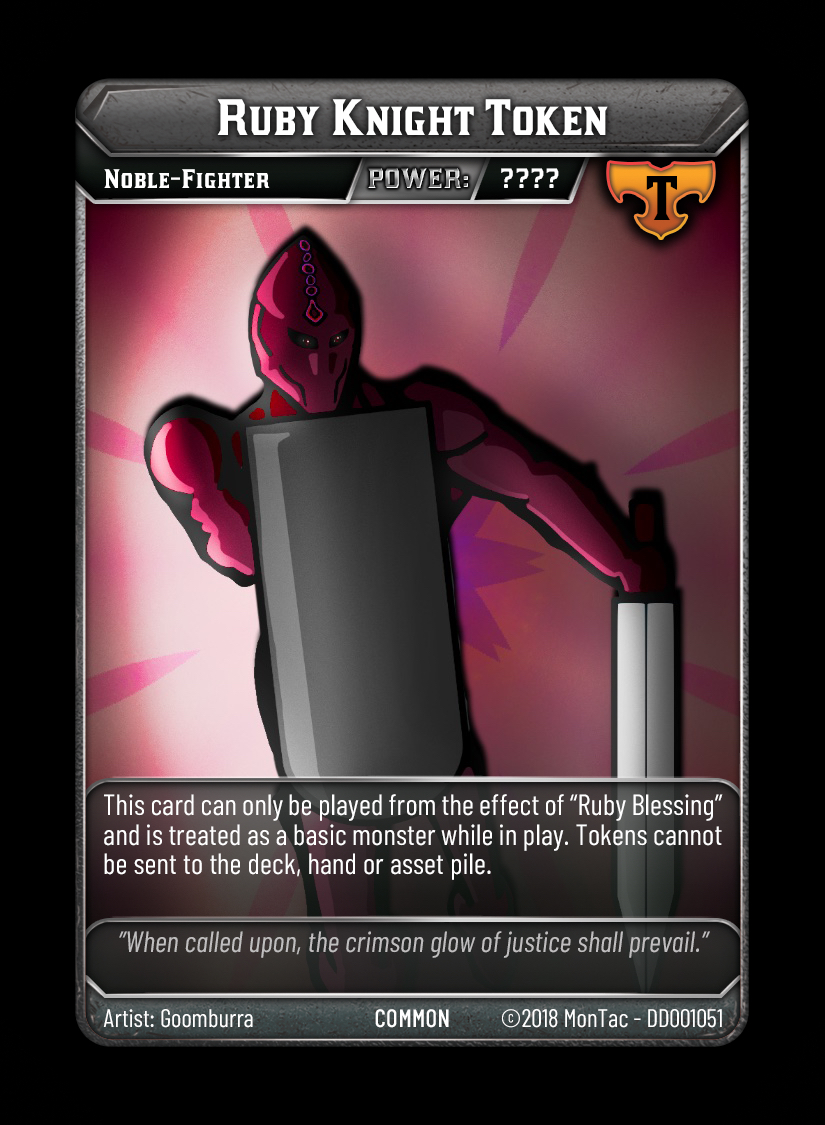 Ruby Knight Token
Noble-Fighter POWER: ????
T
This card can only be played from the effect of “Ruby Blessing”
and is treated as a basic monster while in play. Tokens cannot
be sent to the deck, hand or asset pile.
“When called upon, the crimson glow of justice shall prevail.”
Artist: Goomburra COMMON ©2018 MonTac - DD001051